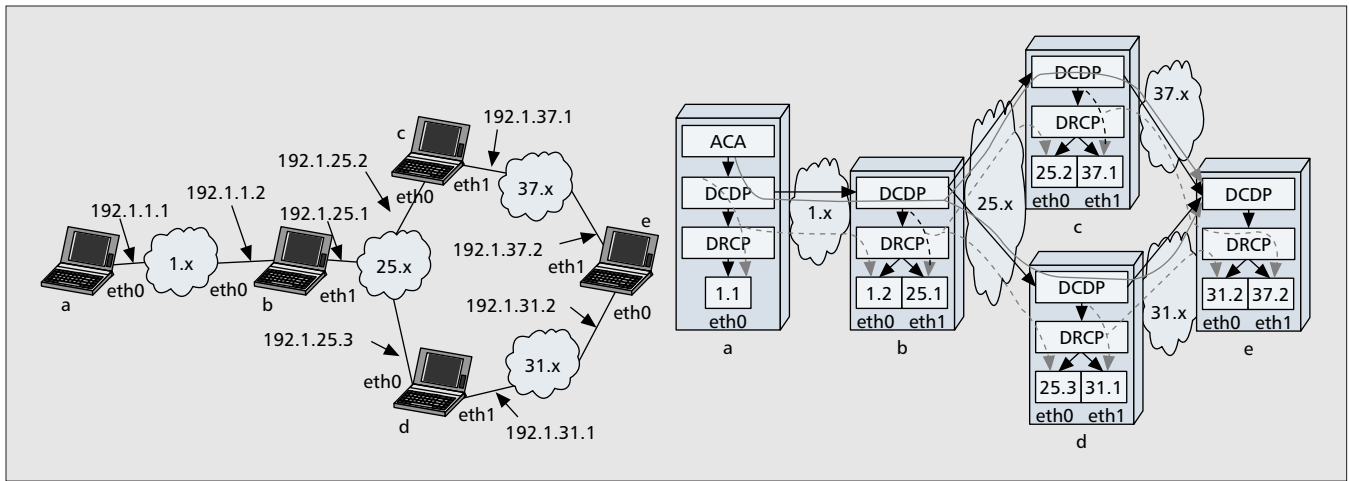 c
192.1.37.1
192.1.25.2
eth0
eth1
37.x
192.1.1.1
192.1.1.2
192.1.25.1
192.1.37.2
e
eth1
eth0
a
eth0
1.x
eth0
b
eth1
25.x
192.1.31.2
192.1.25.3
eth0
31.x
eth1
d
192.1.31.1
ACA
DCDP
DRCP
1.1
eth0
a
1.x
DCDP
DRCP
1.2 25.1
eth0 eth1
b
25.x
DCDP
DRCP
25.2 37.1
eth0 eth1
c
37.x
DCDP
DRCP
25.3 31.1
eth0 eth1
d
31.x
DCDP
DRCP
31.2 37.2
eth0 eth1
e